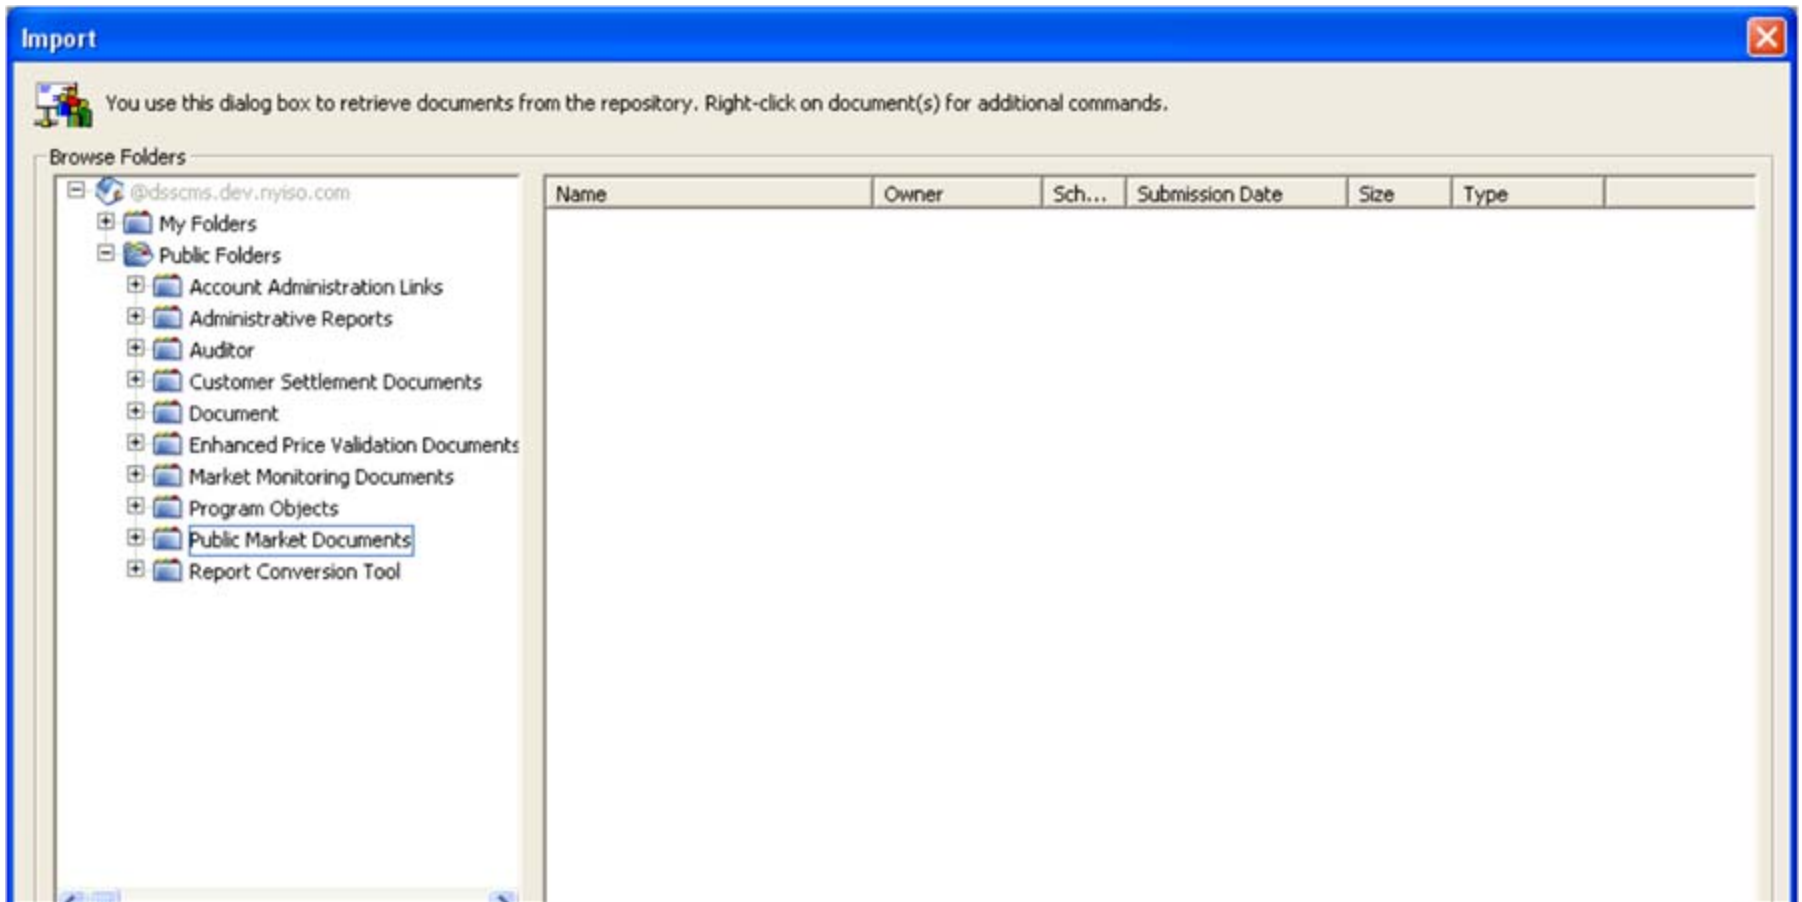 Import
You use this dialog box to retrieve documents from the repository. Right-click on document(s) for additional commands.
Browse Folders
@dsscms.dev.nyiso.com
My Folders
Public Folders
Account Administration Links
Administrative Reports
Auditor
Customer Settlement Documents
Document
Enhanced Price Validation Documents
Market Monitoring Documents
Program Objects
Public Market Documents
Report Conversion Tool
Name Owner Sch... Submission Date Size Type